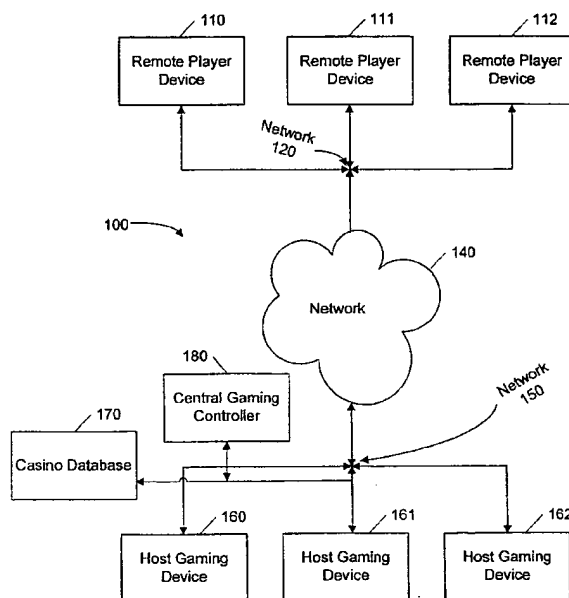 110
111
112
Remote Player
Device
Remote Player
Device
Remote Player
Device
Network
120
100
140
Network
180
Central Gaming
Controller
Network
150
170
Casino Database
160
161
162
Host Gaming
Device
Host Gaming
Device
Host Gaming
Device